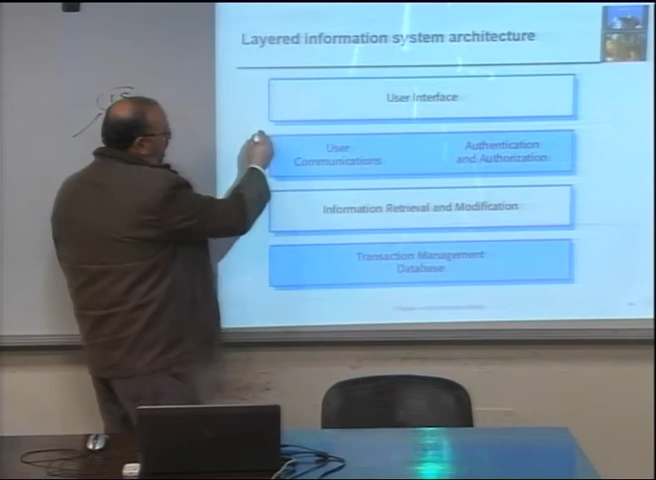 Layered information system architecture
User Interface
User
Communications
Authentication
and Authorization
Information Retrieval and Modification
Transaction Management
Database